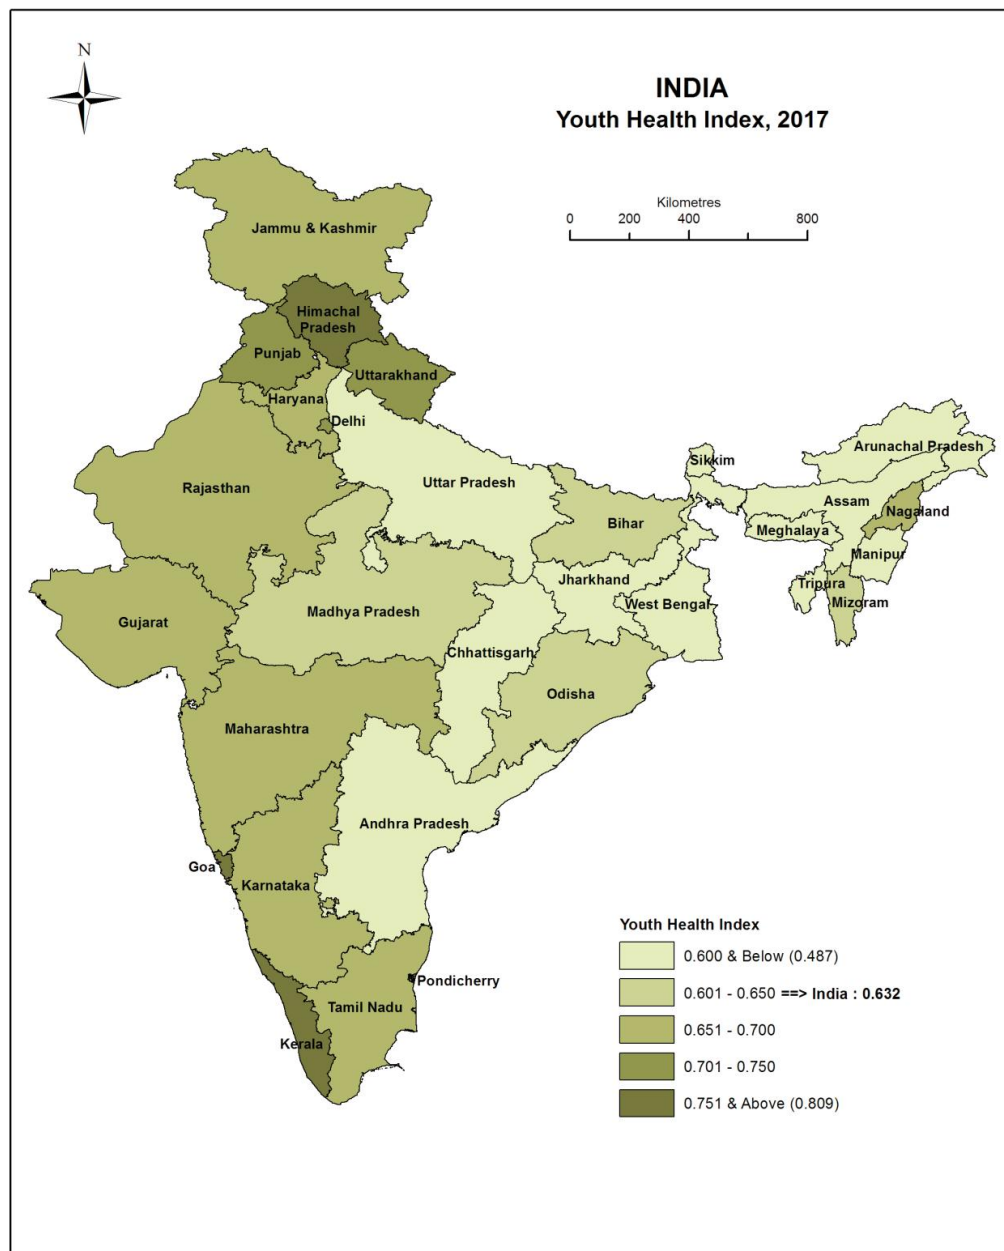 N
INDIA
Youth Health Index, 2017
Kilometres
0 200 400 800
Jammu & Kashmir
Himachal
Pradesh
Punjab
Uttarakhand
Haryana
Delhi
Arunachal Pradesh
Sikkim
Rajasthan
Uttar Pradesh
Assam
Nagaland
Bihar
Meghalaya
Manipur
Jharkhand
Tripura
Mizoram
West Bengal
Madhya Pradesh
Gujarat
Chhattisgarh
Odisha
Maharashtra
Andhra Pradesh
Goa
Karnataka
Pondicherry
Tamil Nadu
Kerala
Youth Health Index
0.600 & Below (0.487)
0.601 - 0.650 ==> India : 0.632
0.651 - 0.700
0.701 - 0.750
0.751 & Above (0.809)